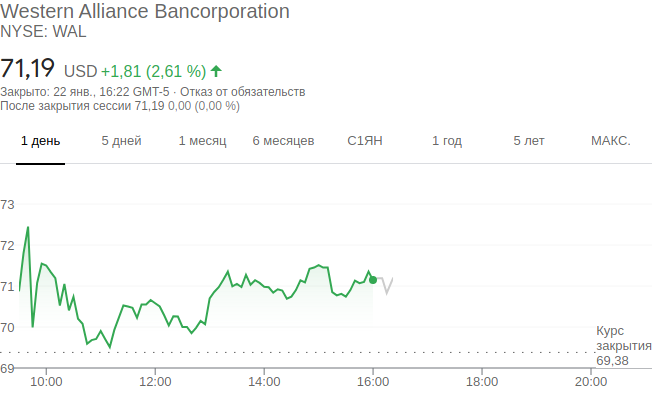 Western Alliance Bancorporation
NYSE: WAL
71,19 USD +1,81 (2,61 %)
Закрыто: 22 янв., 16:22 GMT-5 · Отказ от обязательств
После закрытия сессии 71,19 0,00 (0,00 %)
1 день 5 дней 1 месяц 6 месяцев С1ЯН 1 год 5 лет МАКС.
73
72
71
70
Курс
закрытия
69,38
69
10:00 12:00 14:00 16:00 18:00 20:00